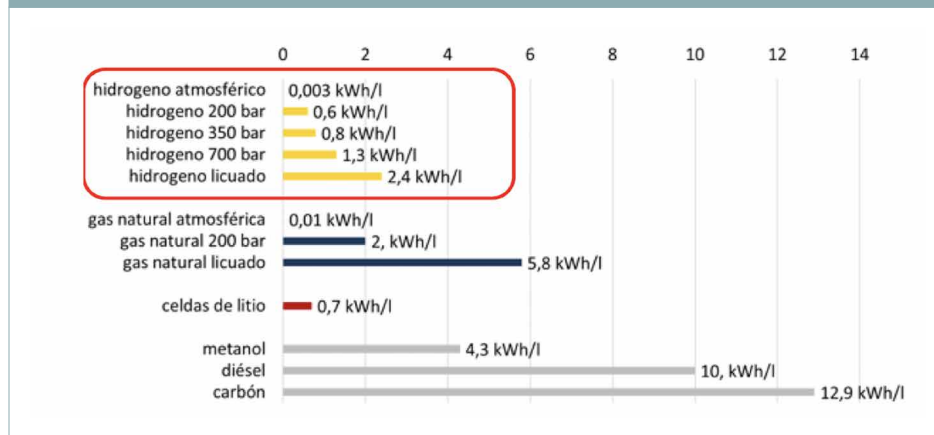 0 2 4 6 8 10 12 14
hidrogeno atmosférico 0,003 kWh/l
hidrogeno 200 bar 0,6 kWh/l
hidrogeno 350 bar 0,8 kWh/l
hidrogeno 700 bar 1,3 kWh/l
hidrogeno licuado 2,4 kWh/l
gas natural atmosférica 0,01 kWh/l
gas natural 200 bar 2, kWh/l
gas natural licuado 5,8 kWh/l
celdas de litio 0,7 kWh/l
metanol 4,3 kWh/l
diésel 10, kWh/l
carbón 12,9 kWh/l